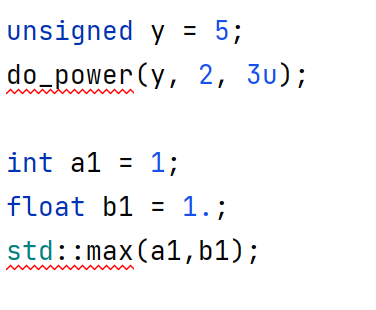 unsigned y = 5;
do_power(y, 2, 3u);
int a1 = 1;
float b1 = 1.;
std::max(a1,b1);